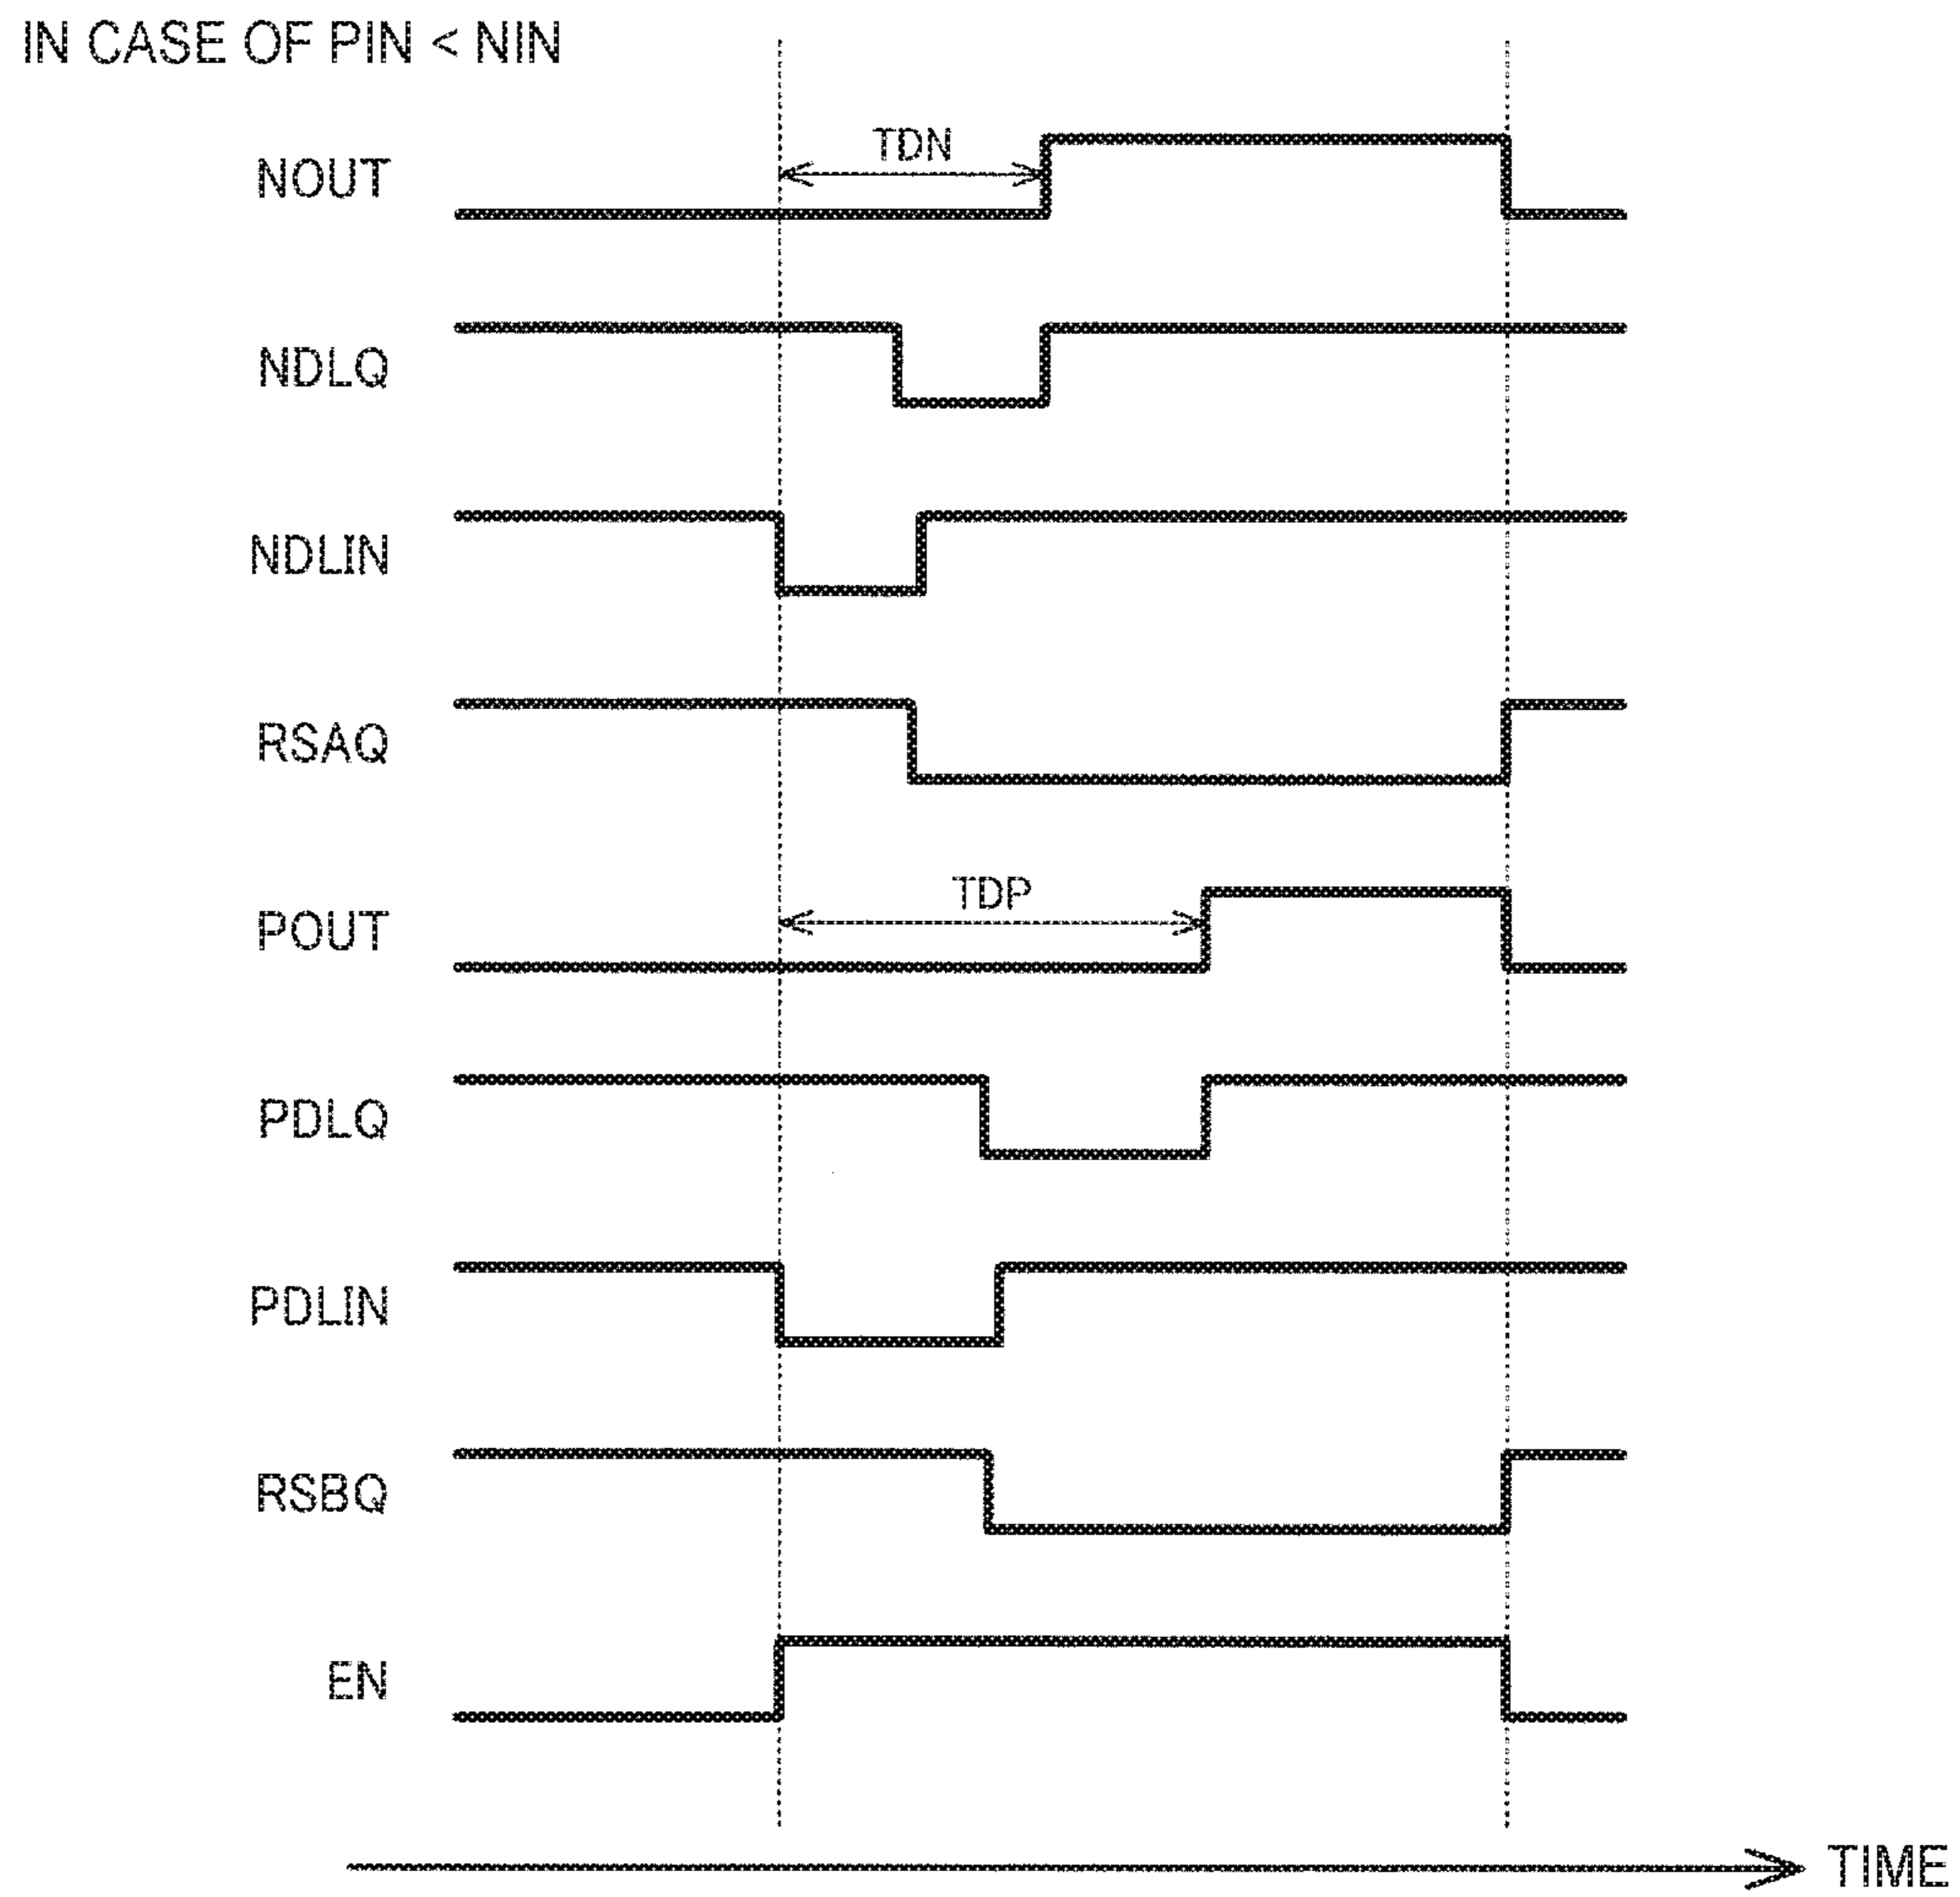 IN CASE OF PIN < NIN
TDN
NOUT
NDLQ
NDLIN
RSAQ
TDP
POUT
PDLQ
PDLIN
RSBQ
EN
TIME